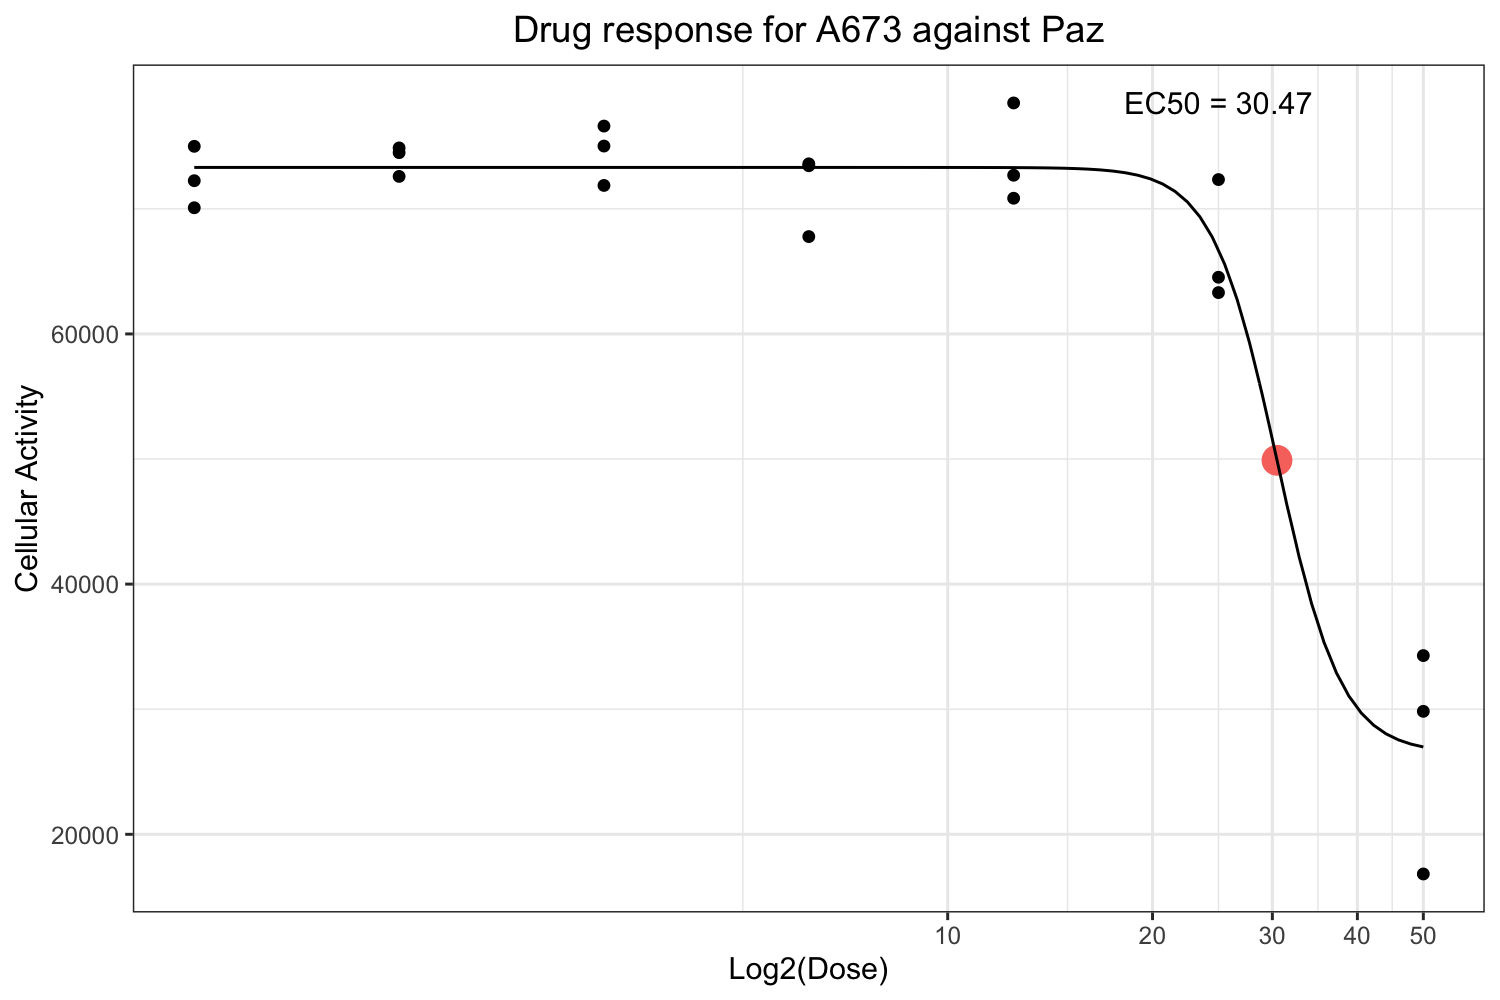 Drug response for A673 against Paz
EC50 = 30.47
Cellular Activity
60000
40000
20000
10 20 30 40 50
Log2(Dose)